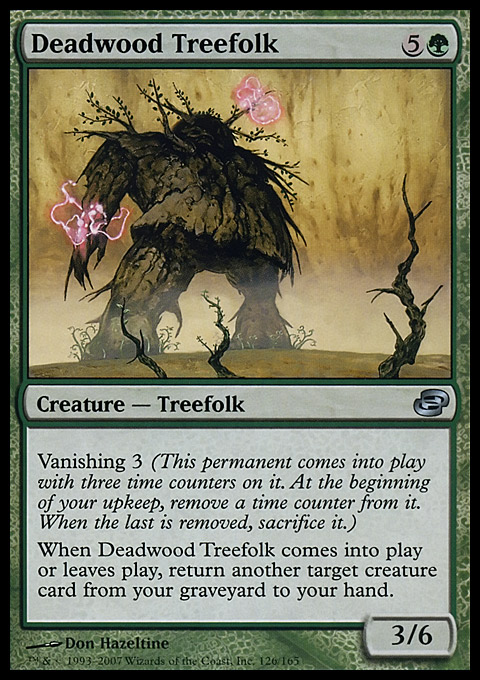 Deadwood Treefolk 5
Creature — Treefolk
Vanishing 3 (This permanent comes into play
with three time counters on it. At the beginning
of your upkeep, remove a time counter from it.
When the last is removed, sacrifice it.)
When Deadwood Treefolk comes into play
or leaves play, return another target creature
card from your graveyard to your hand.
3/6
Don Hazeltine
™ & © 1993–2007 Wizards of the Coast, Inc. 126/165